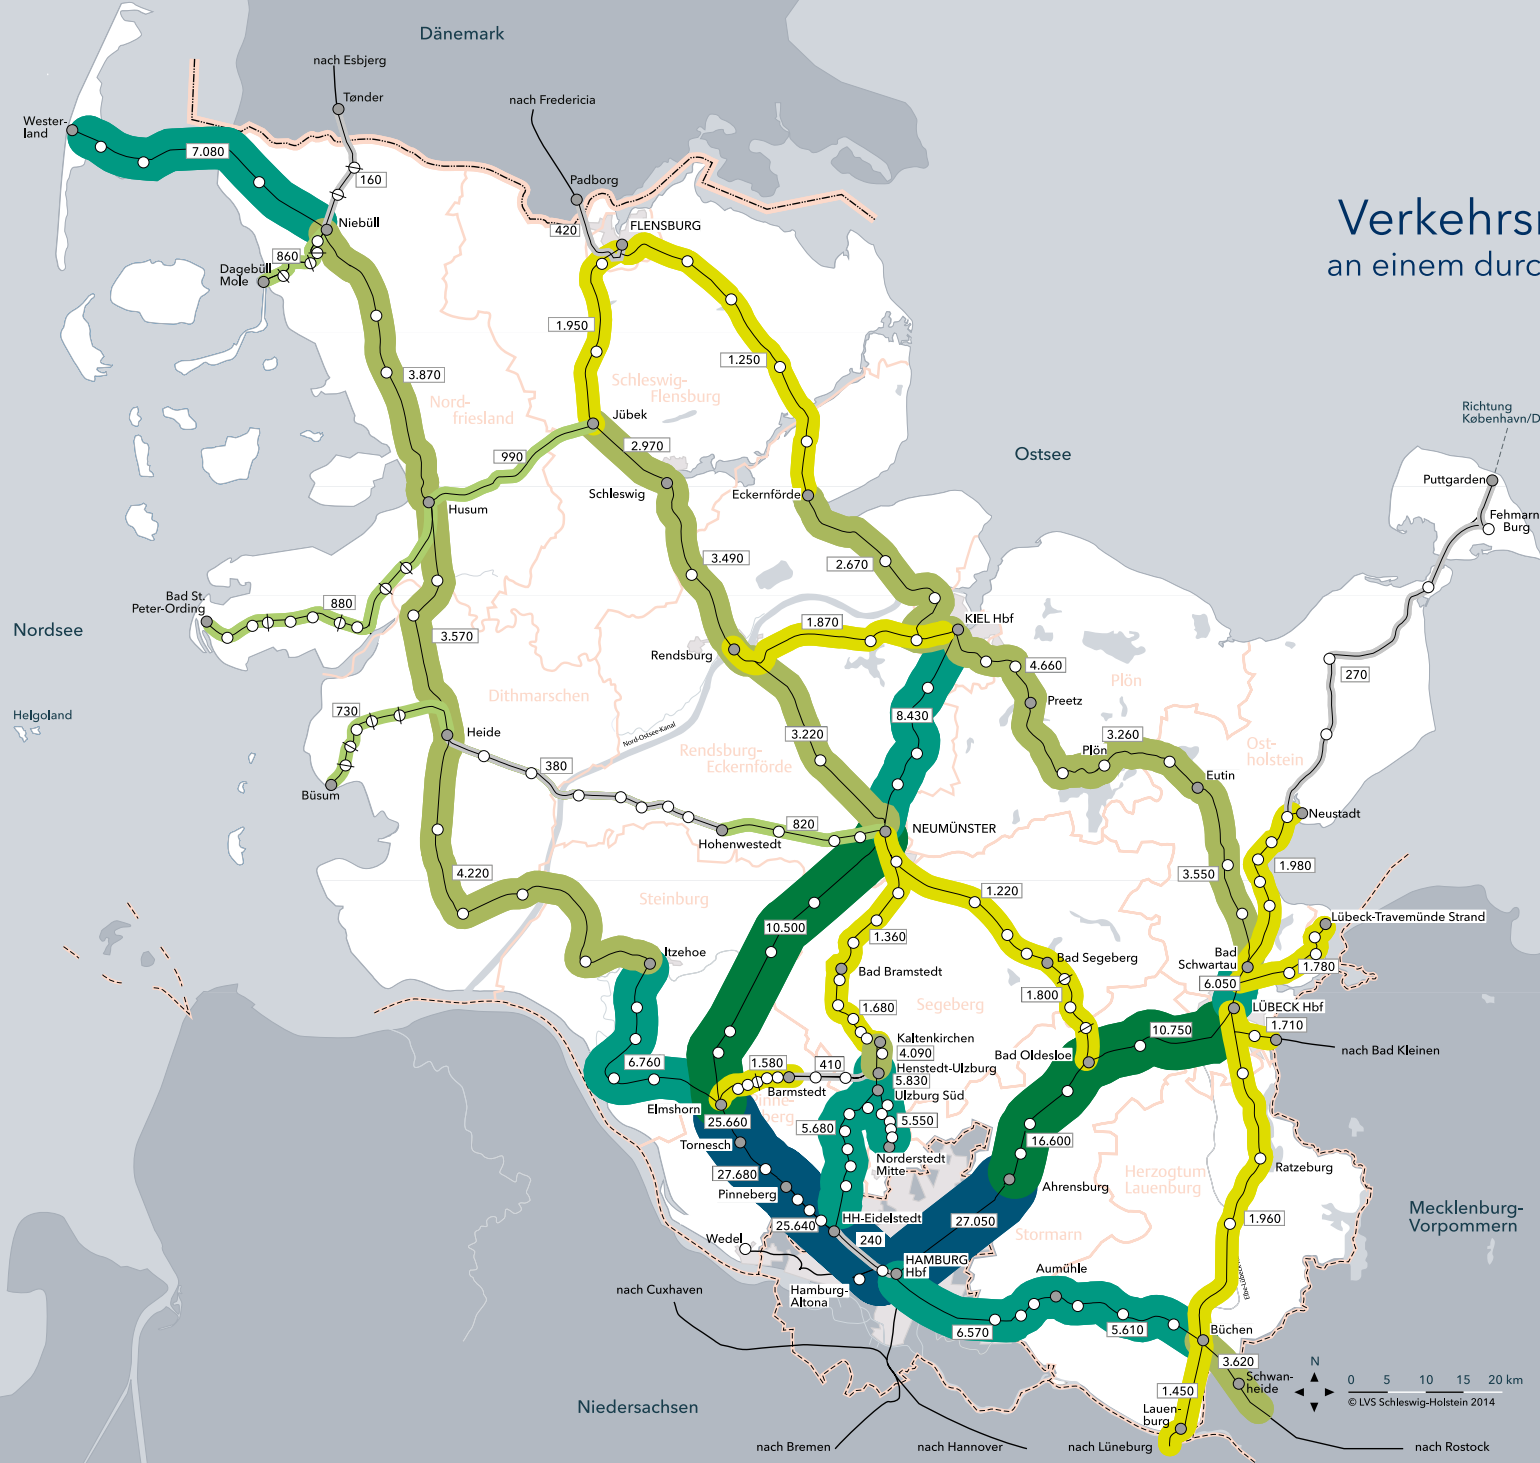 Dänemark
nach Esbjerg
Tønder
nach Fredericia
Wester-
land
7.080
160
Padborg
Niebüll
420
FLENSBURG
Verkehrs
an einem durc
860
Dagebüll
Mole
1.950
1.250
3.870
Schleswig-
Flensburg
Nord-
friesland
Jübek
Richtung
København/D
990
2.970
Ostsee
Schleswig
Eckernförde
Puttgarden
Husum
Fehmarn
Burg
3.490
2.670
Bad St.
Peter-Ording
880
Nordsee
3.570
1.870
KIEL Hbf
Rendsburg
4.660
270
Plön
Dithmarschen
Preetz
Helgoland
730
8.430
Heide
Nord-Ostsee-Kanal
3.220
3.260
Rendsburg-
Eckernförde
Plön
Ost-
holstein
380
Eutin
Büsum
820
NEUMÜNSTER
Neustadt
Hohenwestedt
4.220
3.550
1.980
1.220
Steinburg
10.500
1.360
Lübeck-Travemünde Strand
Itzehoe
Bad Segeberg
Bad
Schwartau
Bad Bramstedt
1.780
6.050
1.800
Segeberg
1.680
LÜBECK Hbf
10.750
1.710
Kaltenkirchen
4.090
Bad Oldesloe
nach Bad Kleinen
6.760
1.580
410
Henstedt-Ulzburg
5.830
Barmstedt
Ulzburg Süd
Elmshorn
Pinne-
berg
25.660
5.680
5.550
Tornesch
16.600
Norderstedt
Mitte
27.680
Ratzeburg
Herzogtum
Lauenburg
Pinneberg
Ahrensburg
25.640
HH-Eidelstedt
27.050
1.960
Mecklenburg-
Vorpommern
Wedel
240
Stormarn
HAMBURG
Hbf
Aumühle
nach Cuxhaven
Hamburg-
Altona
6.570
5.610
Büchen
3.620
N
Schwan-
heide
0 5 10 15 20 km
1.450
© LVS Schleswig-Holstein 2014
Niedersachsen
Lauen-
burg
nach Bremen
nach Hannover
nach Lüneburg
nach Rostock